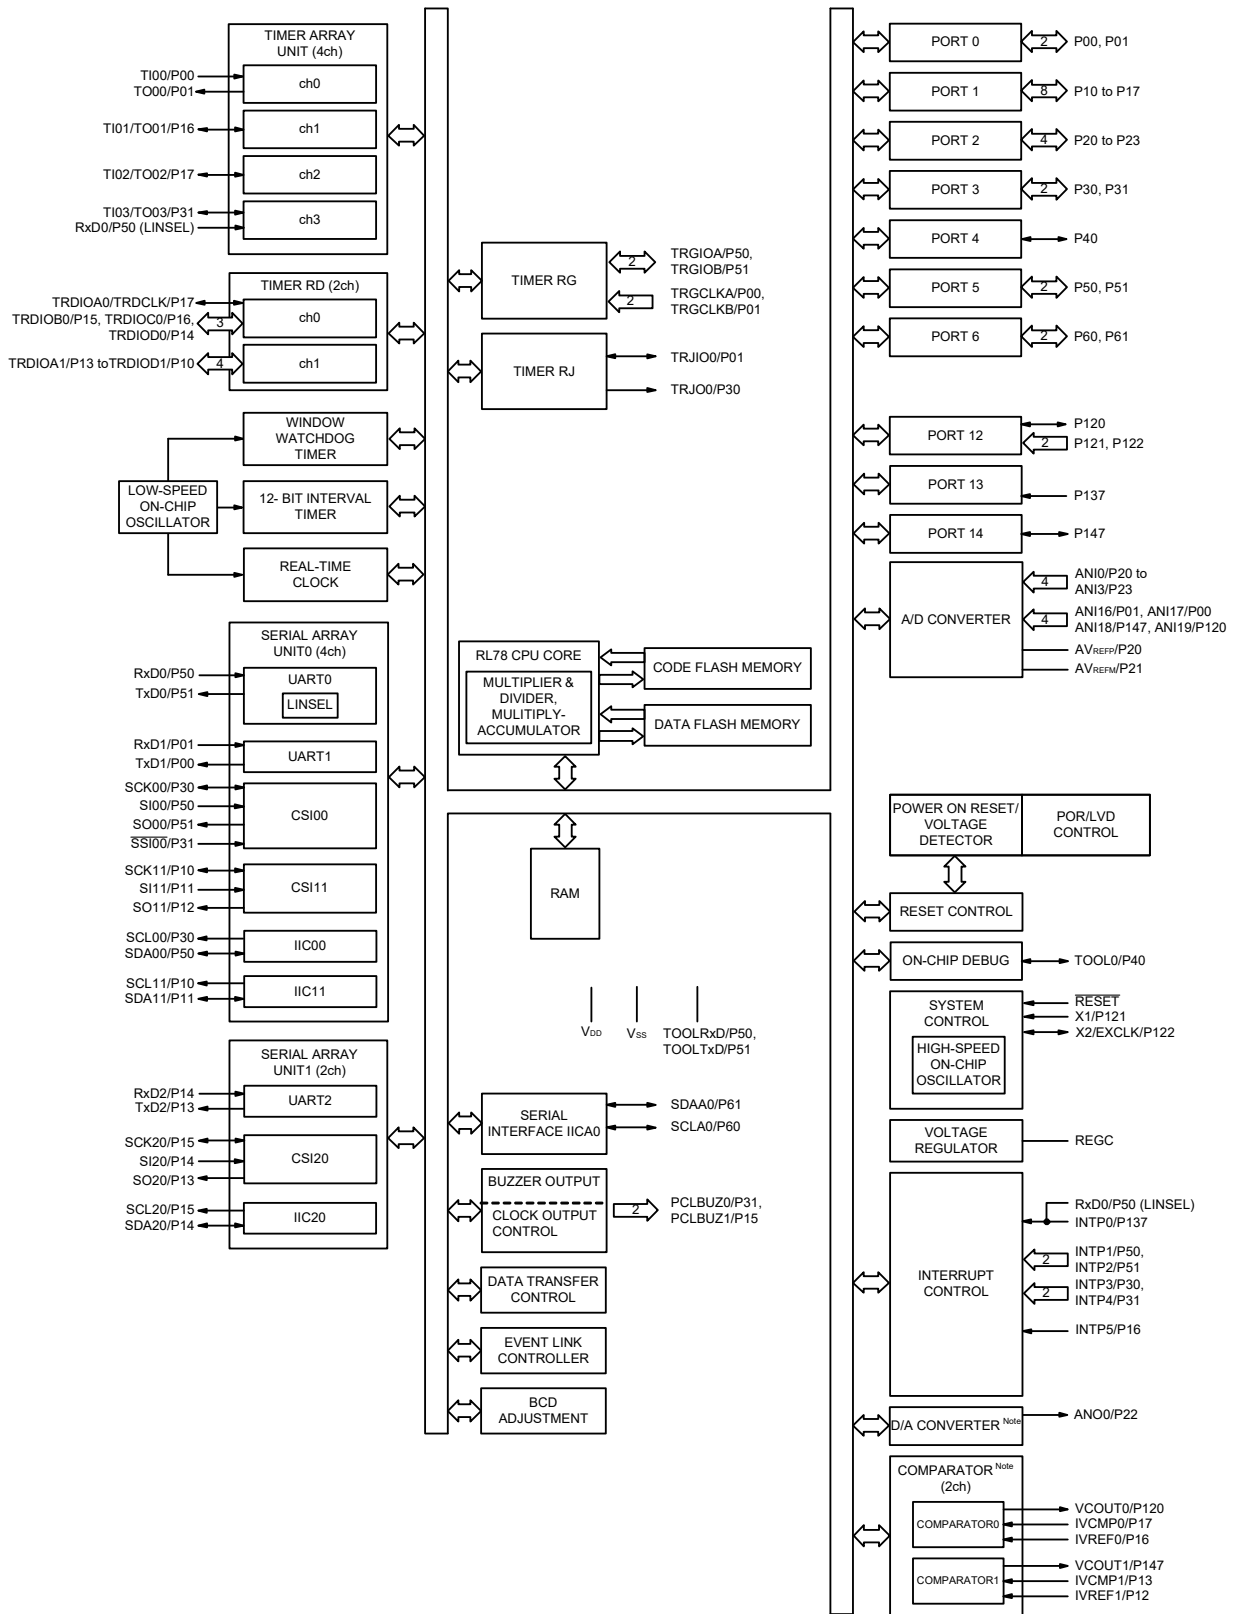 TIMER ARRAY
UNIT (4ch)
TI00/P00
TO00/P01
ch0
TI01/TO01/P16
ch1
TI02/TO02/P17
ch2
TI03/TO03/P31
RxD0/P50 (LINSEL)
ch3
TIMER RD (2ch)
TRDIOA0/TRDCLK/P17
TRDIOB0/P15, TRDIOC0/P16,
TRDIOD0/P14
3
ch0
TRDIOA1/P13 toTRDIOD1/P10
4
ch1
WINDOW
WATCHDOG
TIMER
LOW-SPEED
ON-CHIP
OSCILLATOR
12- BIT INTERVAL
TIMER
REAL-TIME
CLOCK
SERIAL ARRAY
UNIT0 (4ch)
RxD0/P50
TxD0/P51
UART0
LINSEL
RxD1/P01
TxD1/P00
UART1
SCK00/P30
SI00/P50
SO00/P51
SSI00/P31
CSI00
SCK11/P10
SI11/P11
SO11/P12
CSI11
SCL00/P30
SDA00/P50
IIC00
SCL11/P10
SDA11/P11
IIC11
SERIAL ARRAY
UNIT1 (2ch)
RxD2/P14
TxD2/P13
UART2
SCK20/P15
SI20/P14
SO20/P13
CSI20
SCL20/P15
SDA20/P14
IIC20
TIMER RG
2
TRGIOA/P50,
TRGIOB/P51
2
TRGCLKA/P00,
TRGCLKB/P01
TIMER RJ
TRJIO0/P01
TRJO0/P30
RL78 CPU CORE
MULTIPLIER &
DIVIDER,
MULITIPLY-
ACCUMULATOR
CODE FLASH MEMORY
DATA FLASH MEMORY
RAM
VDD
VSS
TOOLRxD/P50,
TOOLTxD/P51
SERIAL
INTERFACE IICA0
SDAA0/P61
SCLA0/P60
BUZZER OUTPUT
CLOCK OUTPUT
CONTROL
2
PCLBUZ0/P31,
PCLBUZ1/P15
DATA TRANSFER
CONTROL
EVENT LINK
CONTROLLER
BCD
ADJUSTMENT
PORT 0
2
P00, P01
PORT 1
8
P10 to P17
PORT 2
4
P20 to P23
PORT 3
2
P30, P31
PORT 4
P40
PORT 5
2
P50, P51
PORT 6
2
P60, P61
PORT 12
P120
2
P121, P122
PORT 13
P137
PORT 14
P147
A/D CONVERTER
4
ANI0/P20 to
ANI3/P23
4
ANI16/P01, ANI17/P00
ANI18/P147, ANI19/P120
AVREFP/P20
AVREFM/P21
POWER ON RESET/
VOLTAGE
DETECTOR
POR/LVD
CONTROL
RESET CONTROL
ON-CHIP DEBUG
TOOL0/P40
SYSTEM
CONTROL
HIGH-SPEED
ON-CHIP
OSCILLATOR
RESET
X1/P121
X2/EXCLK/P122
VOLTAGE
REGULATOR
REGC
INTERRUPT
CONTROL
RxD0/P50 (LINSEL)
INTP0/P137
2
INTP1/P50,
INTP2/P51
2
INTP3/P30,
INTP4/P31
INTP5/P16
D/A CONVERTER Note
ANO0/P22
COMPARATOR Note
(2ch)
COMPARATOR0
VCOUT0/P120
IVCMP0/P17
IVREF0/P16
COMPARATOR1
VCOUT1/P147
IVCMP1/P13
IVREF1/P12